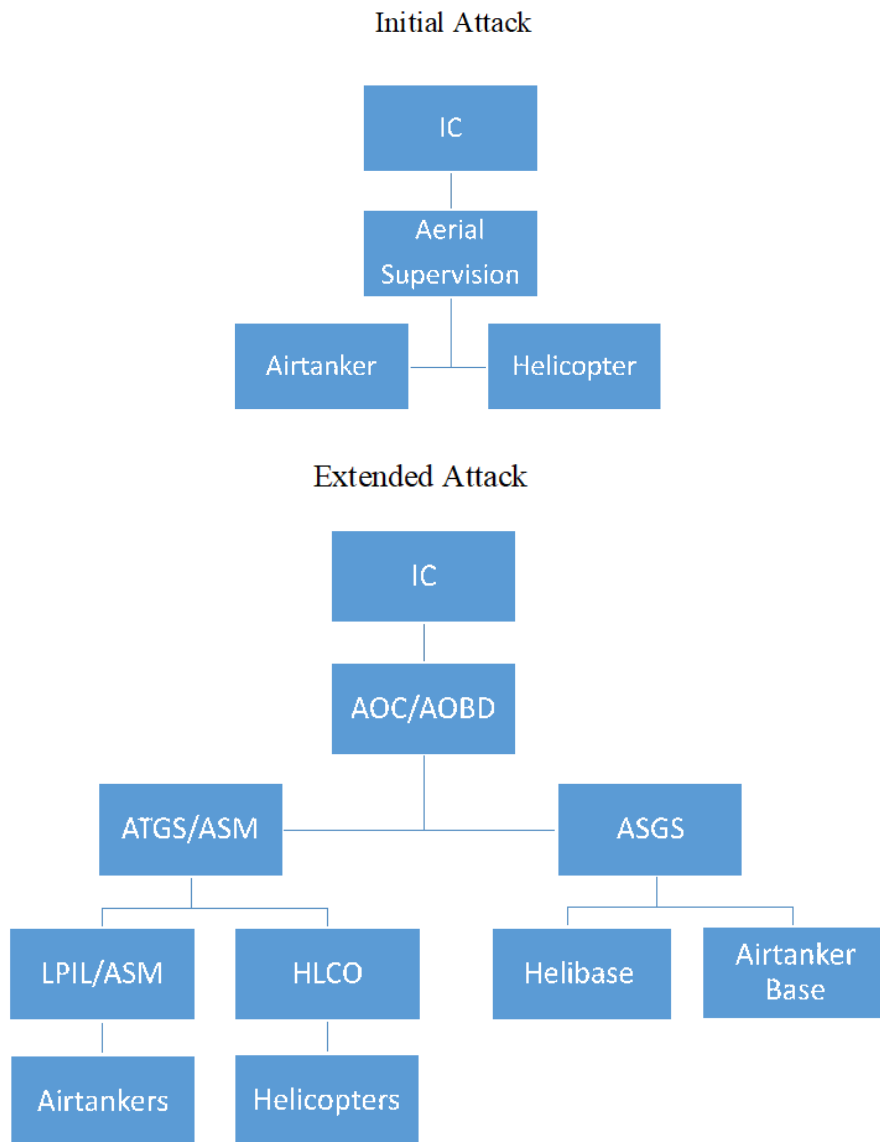 Initial Attack
IC
Aerial
Supervision
Airtanker
Helicopter
Extended Attack
IC
AOC/AOBD
ATGS/ASM
ASGS
LPIL/ASM
HLCO
Helibase
Airtanker
Base
Airtankers
Helicopters